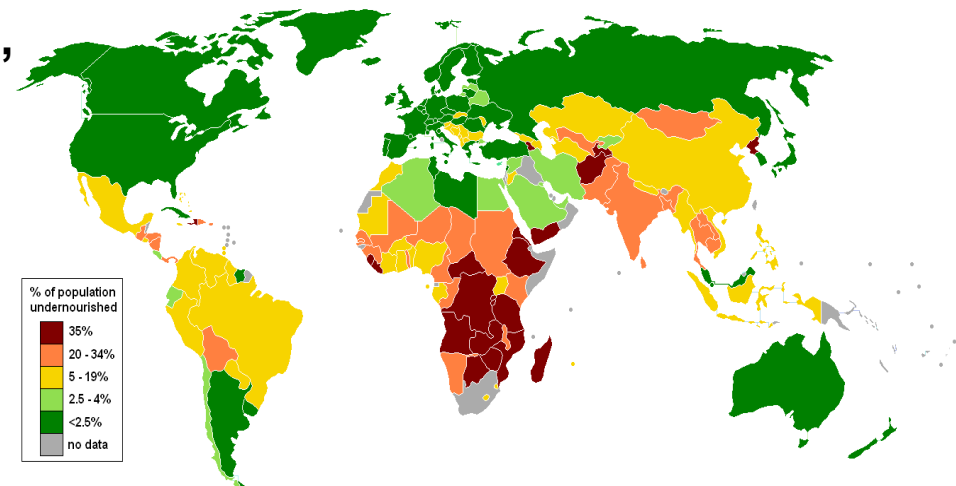 ,
% of population
undernourished
35%
20 - 34%
5 - 19%
2.5 - 4%
<2.5%
no data